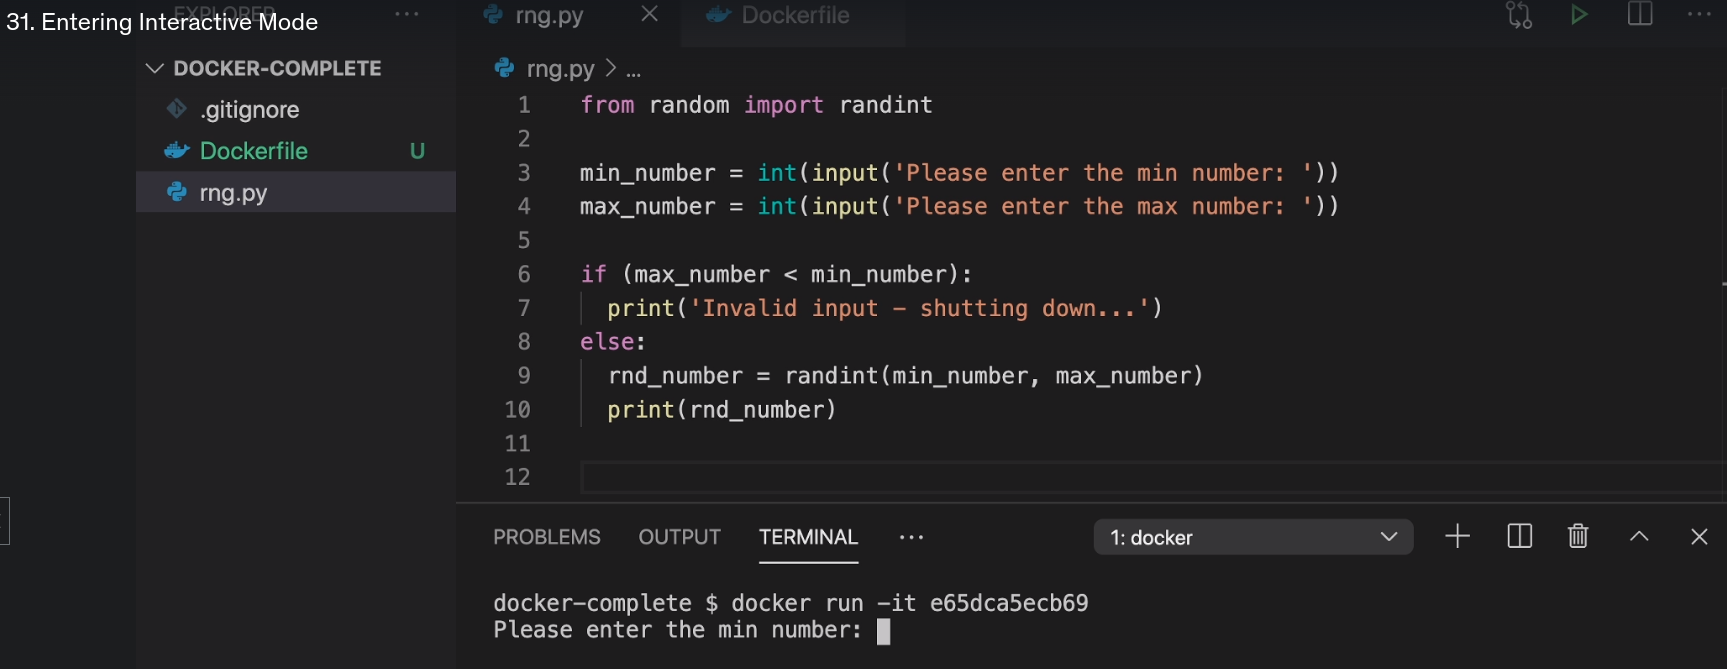 31. Entering Interactive Mode
EXPLORER
DOCKER-COMPLETE
.gitignore
Dockerfile U
rng.py
rng.py
Dockerfile
rng.py > ...
1 from random import randint
2
3 min_number = int(input('Please enter the min number: '))
4 max_number = int(input('Please enter the max number: '))
5
6 if (max_number < min_number):
7 print('Invalid input - shutting down...')
8 else:
9 rnd_number = randint(min_number, max_number)
10 print(rnd_number)
11
12
PROBLEMS OUTPUT TERMINAL ... 1: docker
docker-complete $ docker run -it e65dca5ecb69
Please enter the min number: